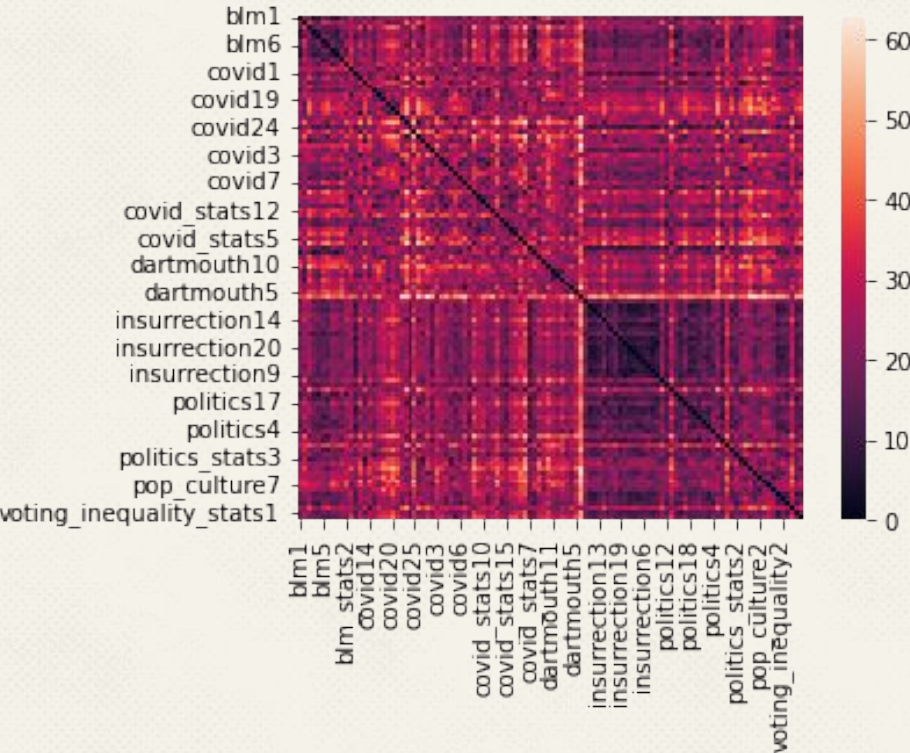 blm1
blm6
covid1
covid19
covid24
covid3
covid7
covid_stats12
covid_stats5
dartmouth10
dartmouth5
insurrection14
insurrection20
insurrection9
politics17
politics4
politics_stats3
pop_culture7
voting_inequality_stats1
60
50
40
30
20
10
0
blm1
blm5
blm_stats2
covid14
covid20
covid25
covid3
covid6
covid_stats10
covid_stats15
covid_stats7
dartmouth11
dartmouth5
insurrection13
insurrection19
insurrection6
politics12
politics18
politics4
politics_stats2
pop_culture2
voting_inequality2